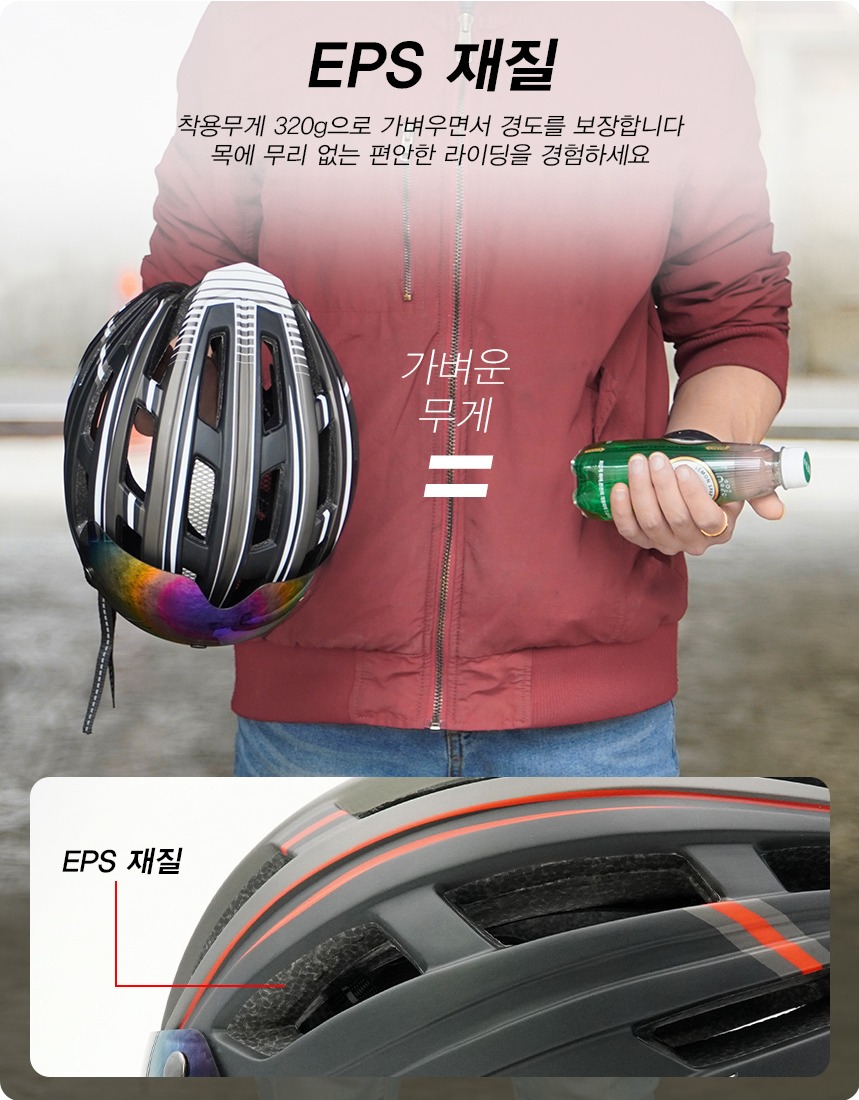 EPS 재질
착용무게 320g으로 가벼우면서 경도를 보장합니다
목에 무리 없는 편안한 라이딩을 경험하세요
가벼운
무게
=
EPS 재질